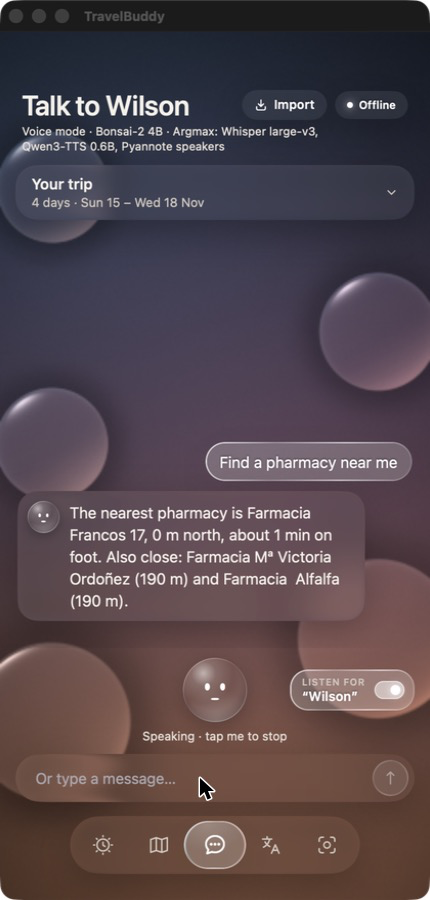 TravelBuddy
Talk to Wilson
Import
Offline
Voice mode · Bonsai-2 4B · Argmax: Whisper large-v3,
Qwen3-TTS 0.6B, Pyannote speakers
Your trip
4 days · Sun 15 – Wed 18 Nov
Find a pharmacy near me
The nearest pharmacy is Farmacia
Francos 17, 0 m north, about 1 min on
foot. Also close: Farmacia Mª Victoria
Ordoñez (190 m) and Farmacia  Alfalfa
(190 m).
LISTEN FOR
“Wilson”
Speaking · tap me to stop
Or type a message...